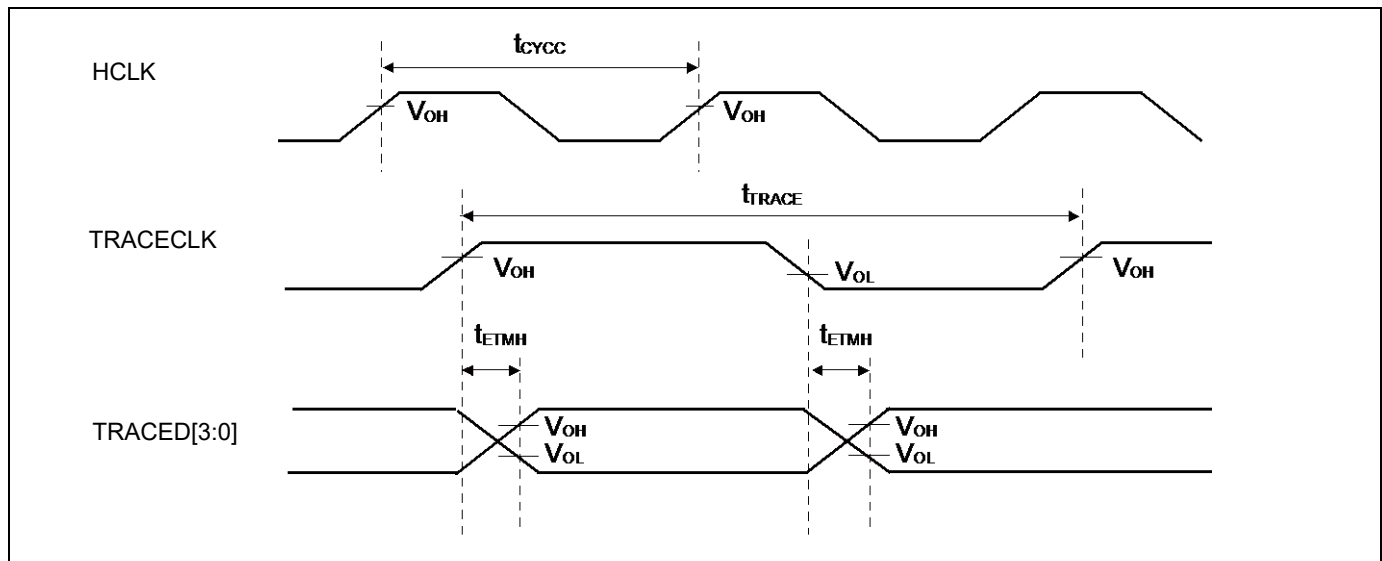 tCYCC
HCLK
VOH VOH
tTRACE
TRACECLK
VOH VOL VOH
tETMH tETMH
TRACED[3:0]
VOH VOH
VOL VOL